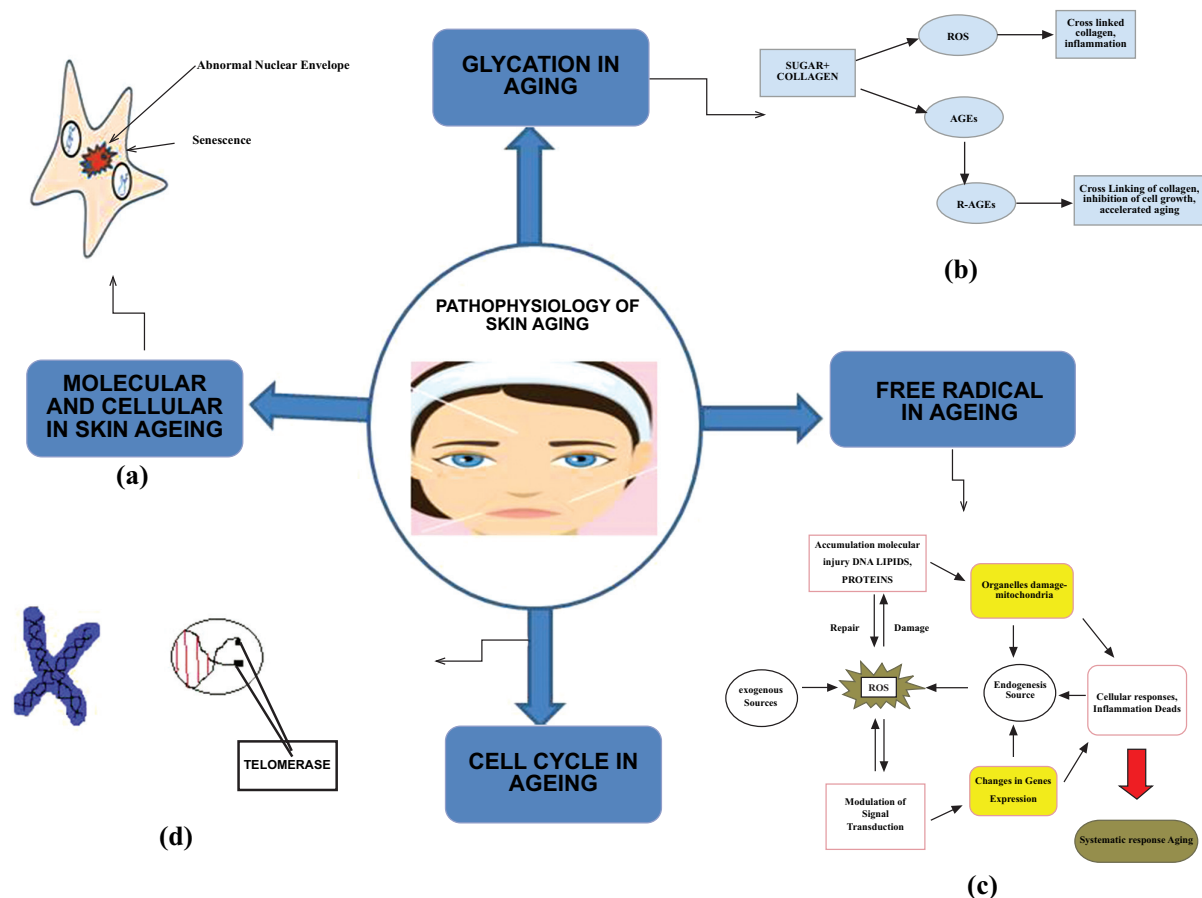 GLYCATION IN
AGING
Abnormal Nuclear Envelope
Senescence
SUGAR+
COLLAGEN
ROS
Cross linked
collagen,
inflammation
AGEs
R-AGEs
Cross Linking of collagen,
inhibition of cell growth,
accelerated aging
(b)
PATHOPHYSIOLOGY OF
SKIN AGING
MOLECULAR
AND CELLULAR
IN SKIN AGEING
(a)
FREE RADICAL
IN AGEING
Accumulation molecular
injury DNA LIPIDS,
PROTEINS
Organelles damage-
mitochondria
Repair
Damage
exogenous
Sources
ROS
Endogenesis
Source
Cellular responses,
Inflammation Deads
Modulation of
Signal
Transduction
Changes in Genes
Expression
Systematic response Aging
(c)
TELOMERASE
(d)
CELL CYCLE IN
AGEING